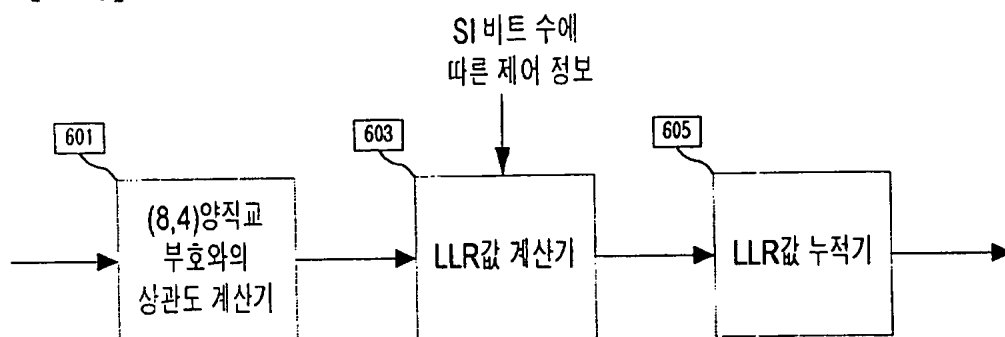 SI 비트 수에
따른 제어 정보
601
603
605
(8,4)양직교
부호와의
상관도 계산기
LLR값 계산기
LLR값 누적기